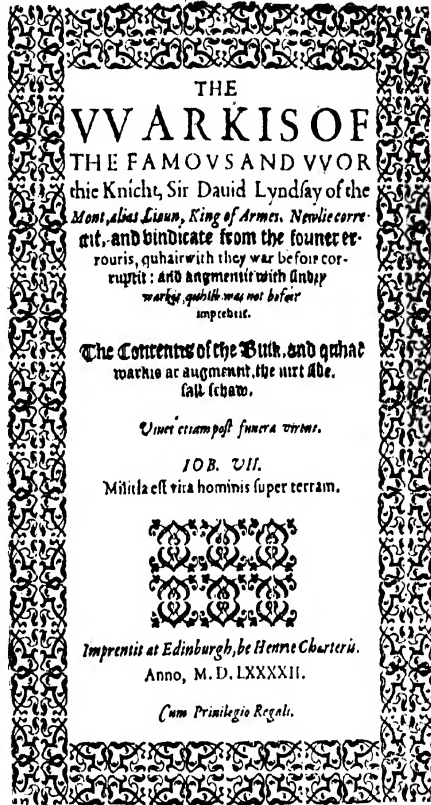 THE
VVARKIS OF
THE FAMOVS AND VVOR
thie Knicht, Sir Dauid Lyndſay of the
Mont, alias Lioun, King of Armes. Newlie corre-
ctit, and vindicate from the former er-
rouris, quhairwith they war befoir cor-
ruptit: and augmentit with ſindry
warkis, quhilk was not befoir
imprentit.
The Contentis of the Buik, and quhat
warkis ar augmentit, the nixt ſide.
ſall ſchaw.
Viuet etiam poſt funera virtus.
IOB. VII.
Militia eſt vita hominis ſuper terram.
Imprentit at Edinburgh, be Henrie Charteris.
Anno, M. D. LXXXXII.
Cum Priuilegio Regali.